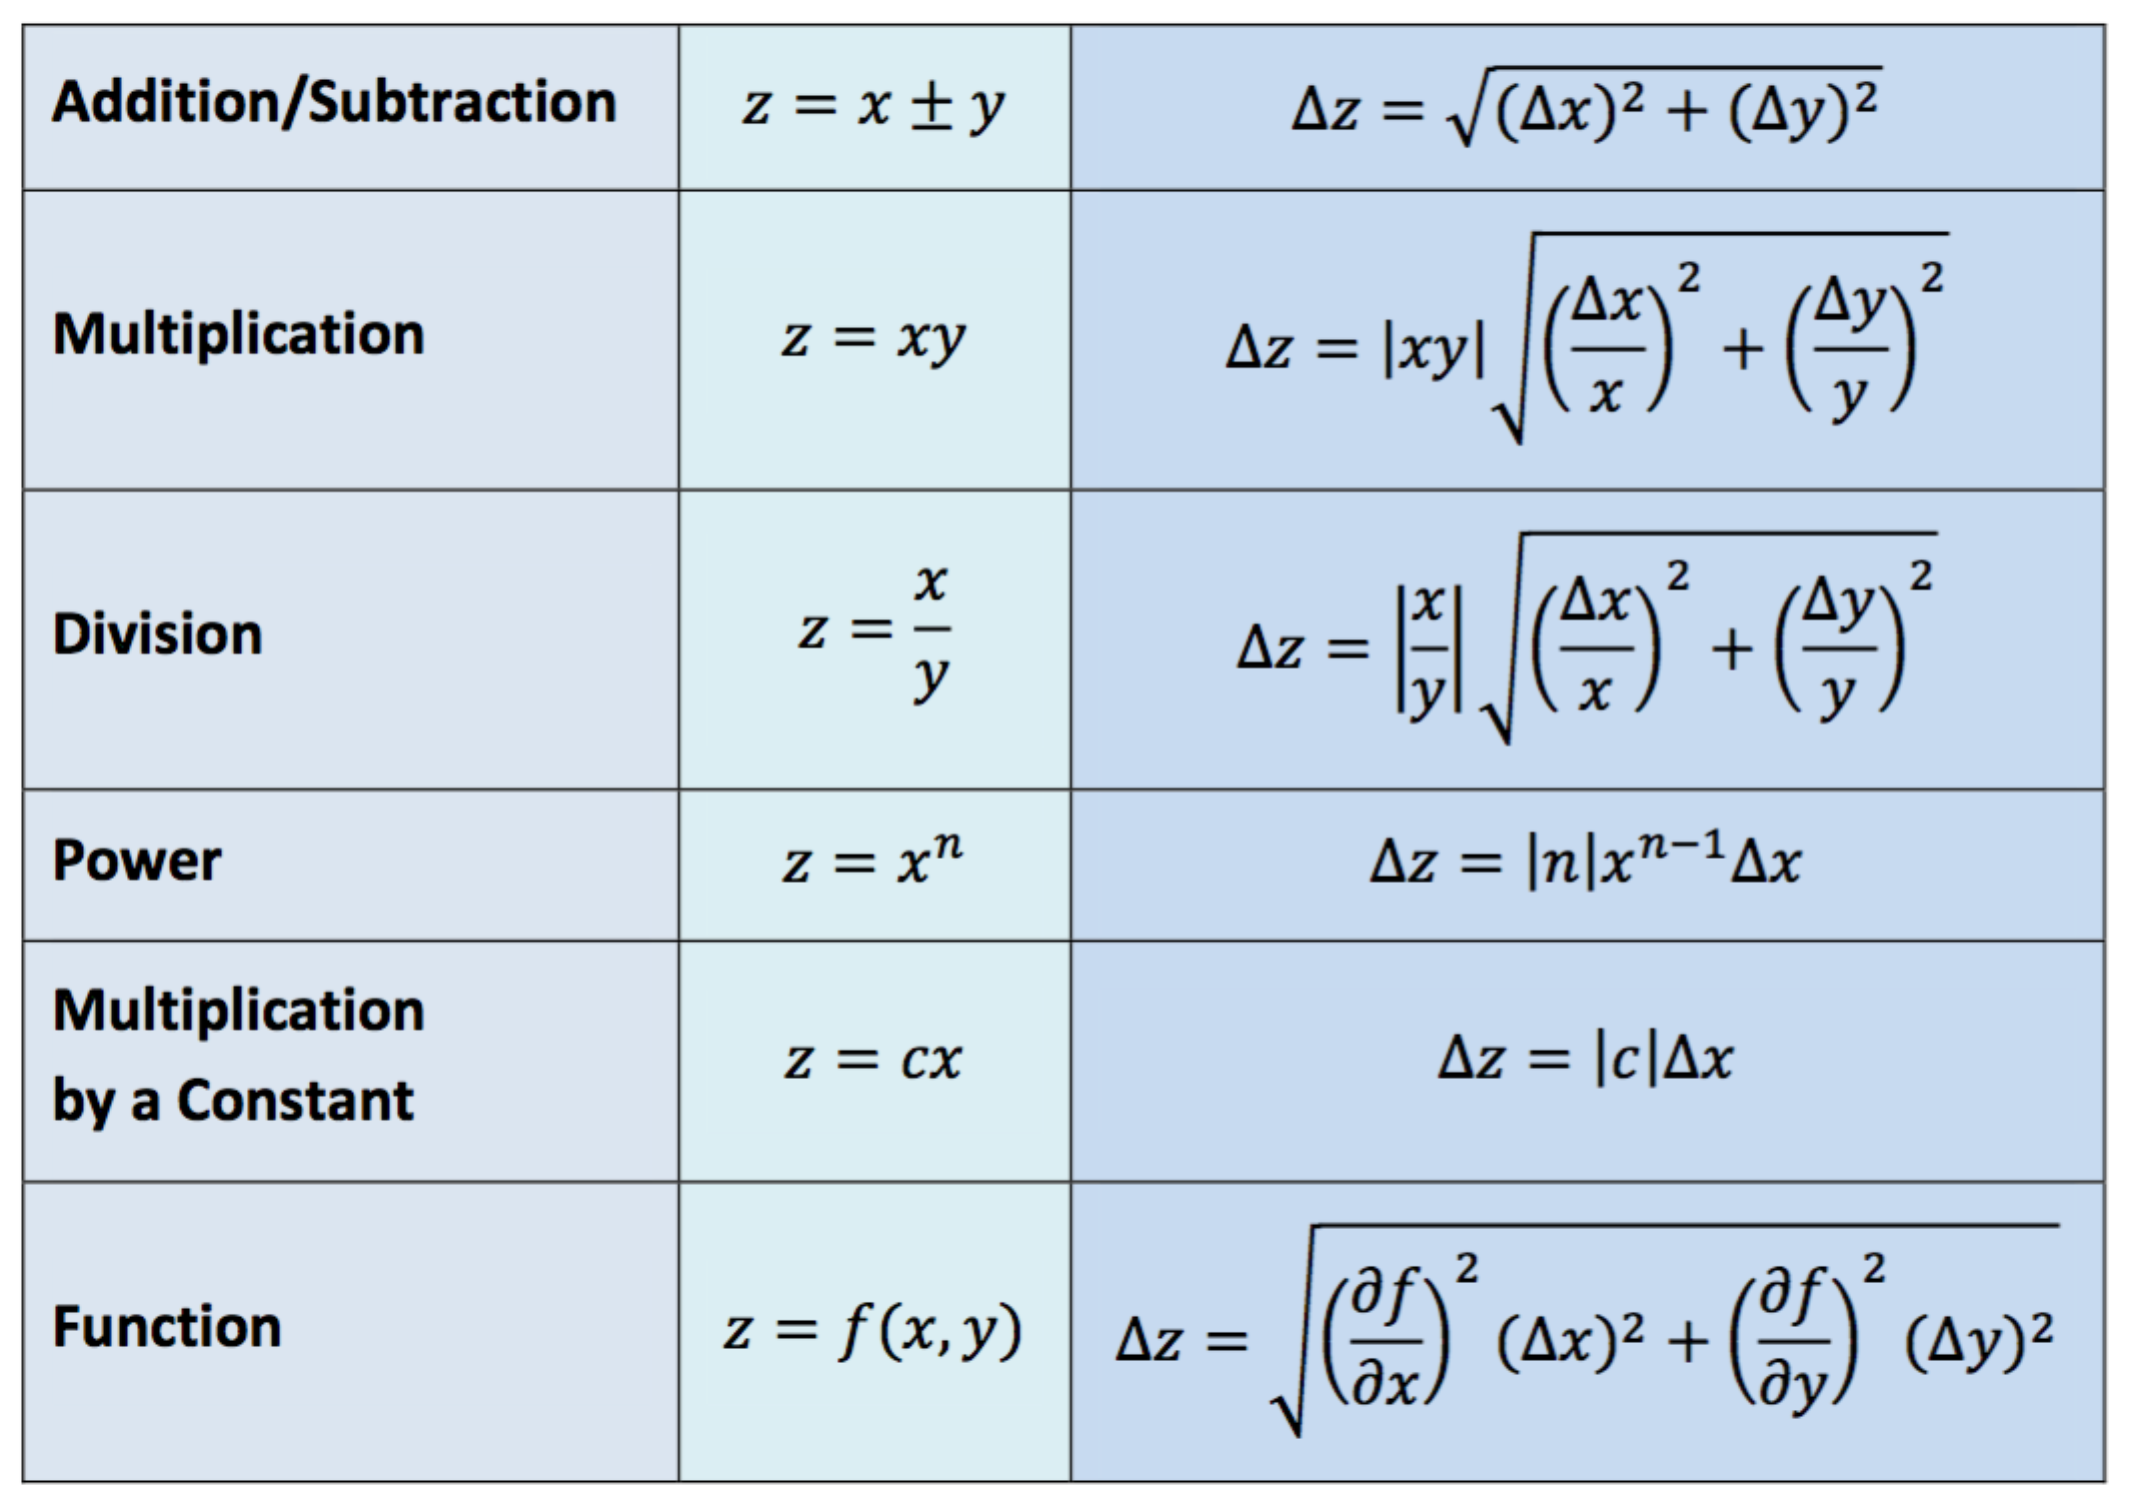 Addition/Subtraction z = x ± y Δz = √((Δx)² + (Δy)²)
Multiplication z = xy Δz = |xy| √((Δx/x)² + (Δy/y)²)
Division z = x/y Δz = |x/y| √((Δx/x)² + (Δy/y)²)
Power z = xⁿ Δz = |n|xⁿ⁻¹Δx
Multiplication
by a Constant z = cx Δz = |c|Δx
Function z = f(x, y) Δz = √((∂f/∂x)² (Δx)² + (∂f/∂y)² (Δy)²)